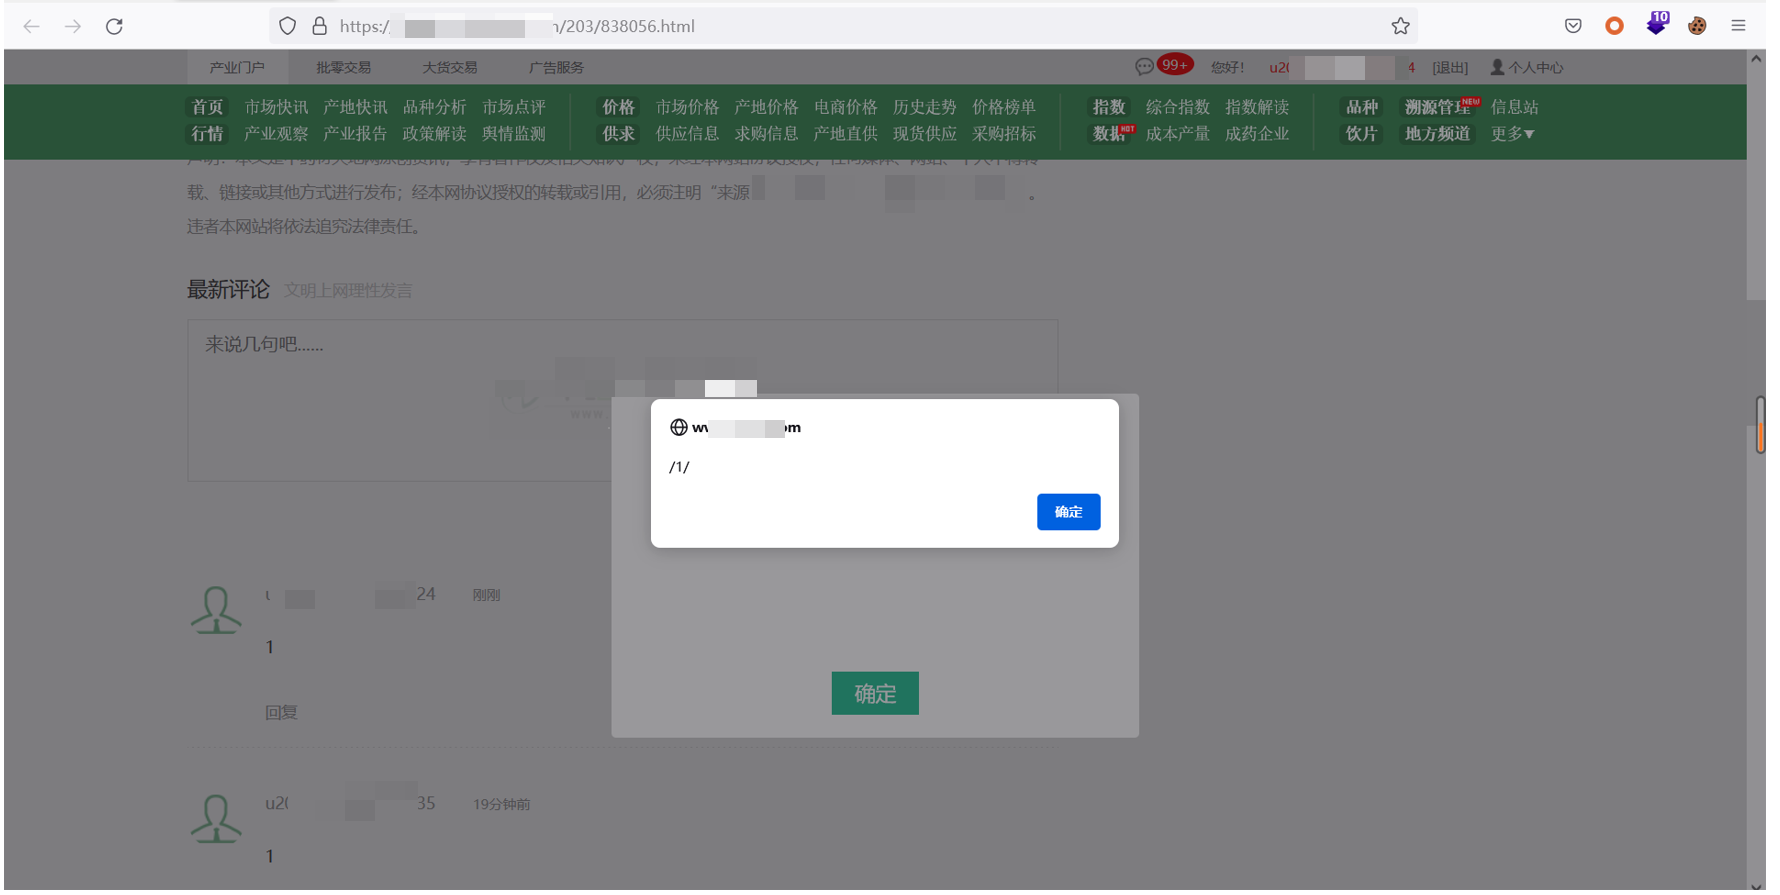 https:/
/203/838056.html
10
产业门户 批零交易 大货交易 广告服务
99+ 您好! u20 4 [退出] 个人中心
首页 市场快讯 产地快讯 品种分析 市场点评 价格 市场价格 产地价格 电商价格 历史走势 价格榜单 指数 综合指数 指数解读 品种 溯源管理 NEW 信息站
行情 产业观察 产业报告 政策解读 舆情监测 供求 供应信息 求购信息 产地直供 现货供应 采购招标 数据 HOT 成本产量 成药企业 饮片 地方频道 更多▼
载、链接或其他方式进行发布;经本网协议授权的转载或引用,必须注明“来源 。
违者本网站将依法追究法律责任。
最新评论 文明上网理性发言
来说几句吧......
www.
om
/1/
确定
24 刚刚
1
回复
确定
u20 35 19分钟前
1